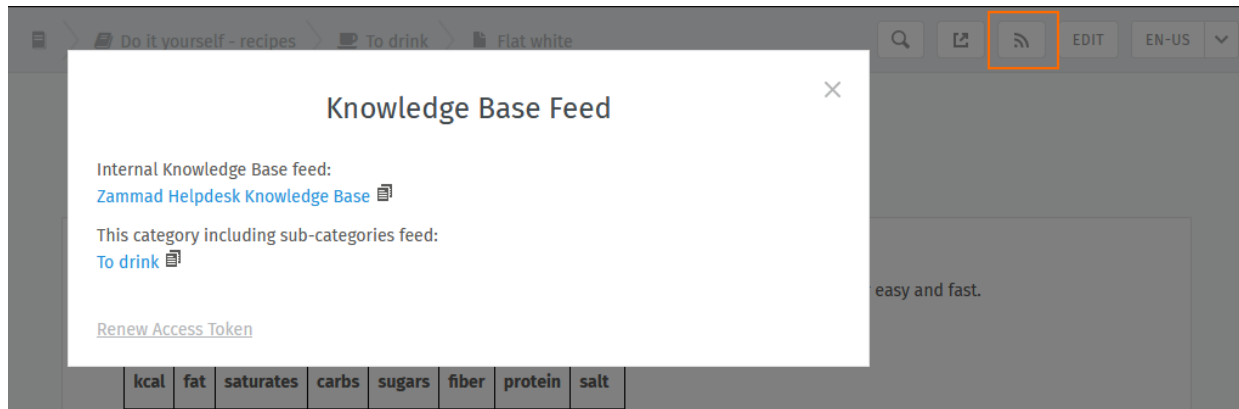 Do it yourself - recipes To drink Flat white EDIT EN-US
Knowledge Base Feed
Internal Knowledge Base feed:
Zammad Helpdesk Knowledge Base
This category including sub-categories feed:
To drink
easy and fast.
Renew Access Token
kcal fat saturates carbs sugars fiber protein salt